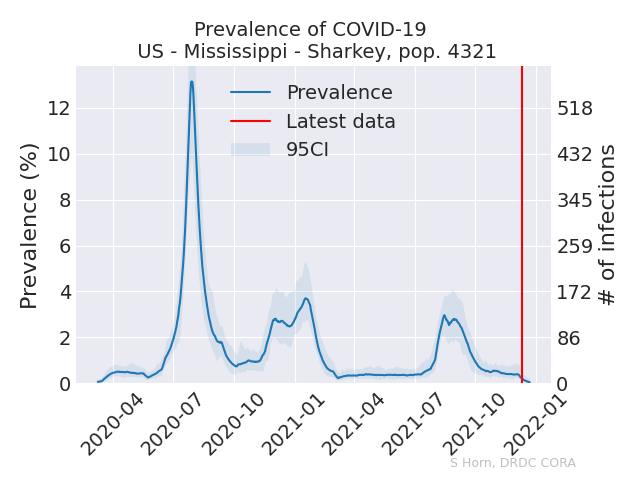 Prevalence of COVID-19
US - Mississippi - Sharkey, pop. 4321
Prevalence
Latest data
95CI
Prevalence (%)
12
10
8
6
4
2
0
518
432
345
259
172
86
0
# of infections
2020-04
2020-07
2020-10
2021-01
2021-04
2021-07
2021-10
2022-01
S Horn, DRDC CORA